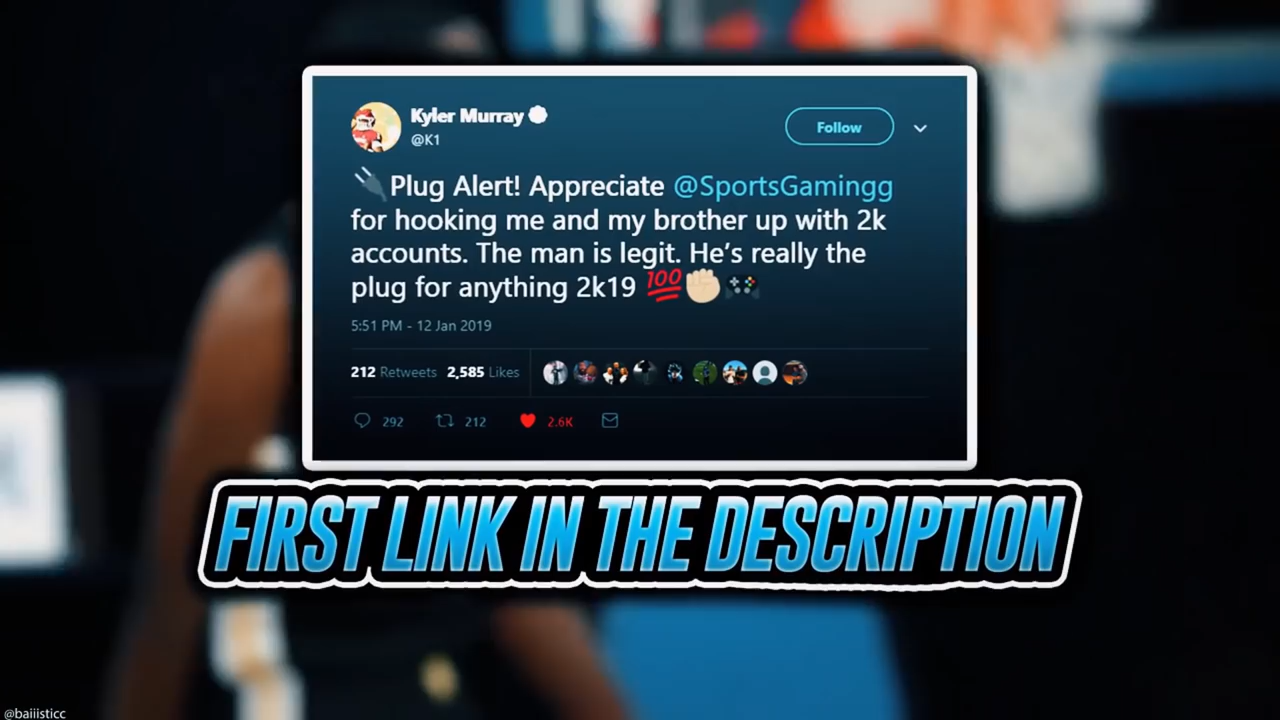 Kyler Murray
@K1
Follow
Plug Alert! Appreciate @SportsGamingg
for hooking me and my brother up with 2k
accounts. The man is legit. He's really the
plug for anything 2k19 💯✊🏼🎮
5:51 PM - 12 Jan 2019
212 Retweets 2,585 Likes
292 212 2.6K
FIRST LINK IN THE DESCRIPTION
@baiiisticc